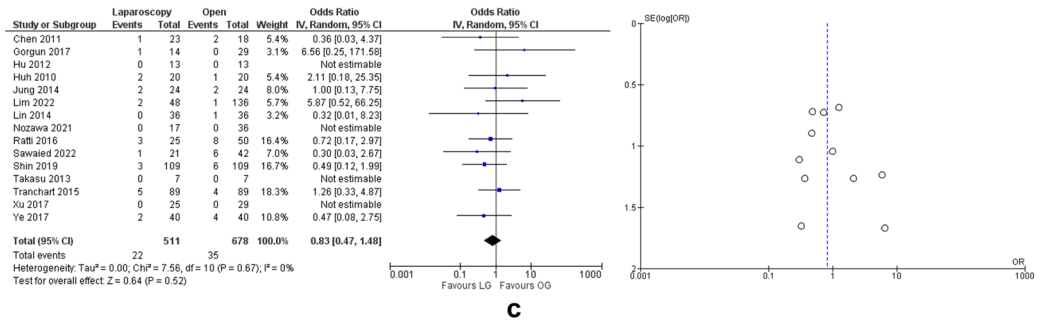 Laparoscopy Open Odds Ratio Odds Ratio SE(log[OR])
Study or Subgroup Events Total Events Total Weight IV, Random, 95% CI IV, Random, 95% CI
Chen 2011 1 23 2 18 5.4% 0.36 [0.03, 4.37]
Gorgun 2017 1 14 0 29 3.1% 6.56 [0.25, 171.58]
Hu 2012 0 13 0 13 Not estimable
Huh 2010 2 20 1 20 5.4% 2.11 [0.18, 25.35]
Jung 2014 2 24 2 24 8.0% 1.00 [0.13, 7.75]
Lim 2022 2 48 1 136 5.7% 5.87 [0.52, 66.25]
Lin 2014 0 36 1 36 3.2% 0.32 [0.01, 8.23]
Nozawa 2021 0 17 0 36 Not estimable
Ratti 2016 3 25 8 50 16.4% 0.72 [0.17, 2.97]
Sawaied 2022 1 21 6 42 7.0% 0.30 [0.03, 2.67]
Shin 2019 3 109 6 109 16.7% 0.49 [0.12, 1.99]
Takasu 2013 0 7 0 7 Not estimable
Tranchart 2015 5 89 4 89 18.3% 1.26 [0.33, 4.87]
Xu 2017 0 25 0 29 Not estimable
Ye 2017 2 40 4 40 10.8% 0.47 [0.08, 2.75]
Total (95% CI) 511 678 100.0% 0.83 [0.47, 1.48]
Total events 22 35
Heterogeneity: Tau² = 0.00; Chi² = 7.56, df = 10 (P = 0.67); I² = 0%
Test for overall effect: Z = 0.64 (P = 0.52)
0.001 0.1 1 10 1000
Favours LG Favours OG
0
0.5
1
1.5
2
0.001 0.1 1 10 1000
OR
C